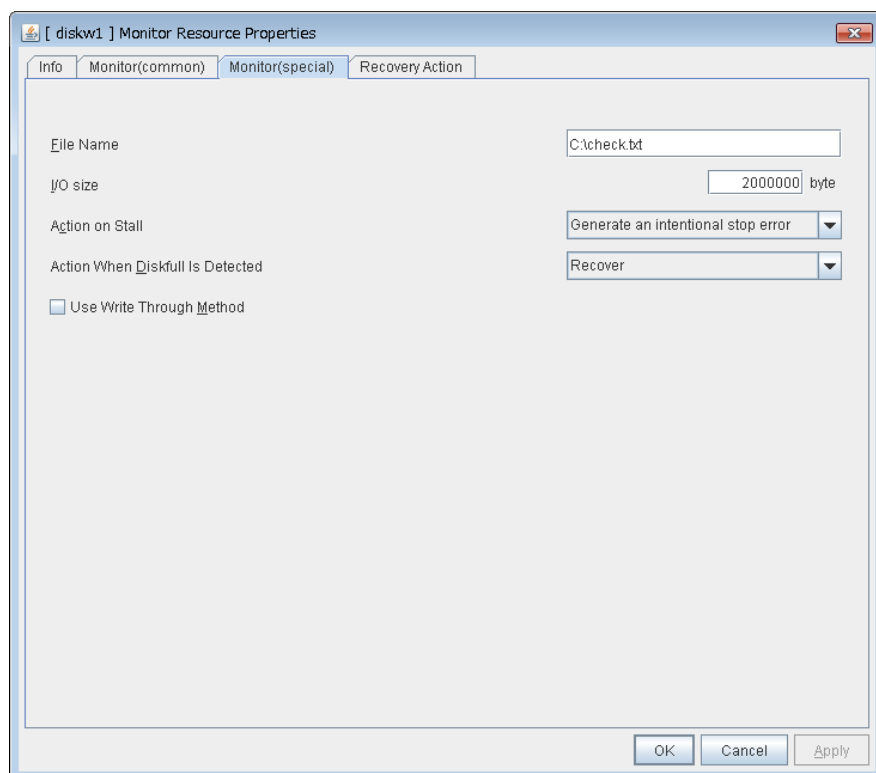 [ diskw1 ] Monitor Resource Properties
Info Monitor(common) Monitor(special) Recovery Action
File Name C:\check.txt
I/O size 2000000 byte
Action on Stall Generate an intentional stop error
Action When Diskfull Is Detected Recover
Use Write Through Method
OK Cancel Apply